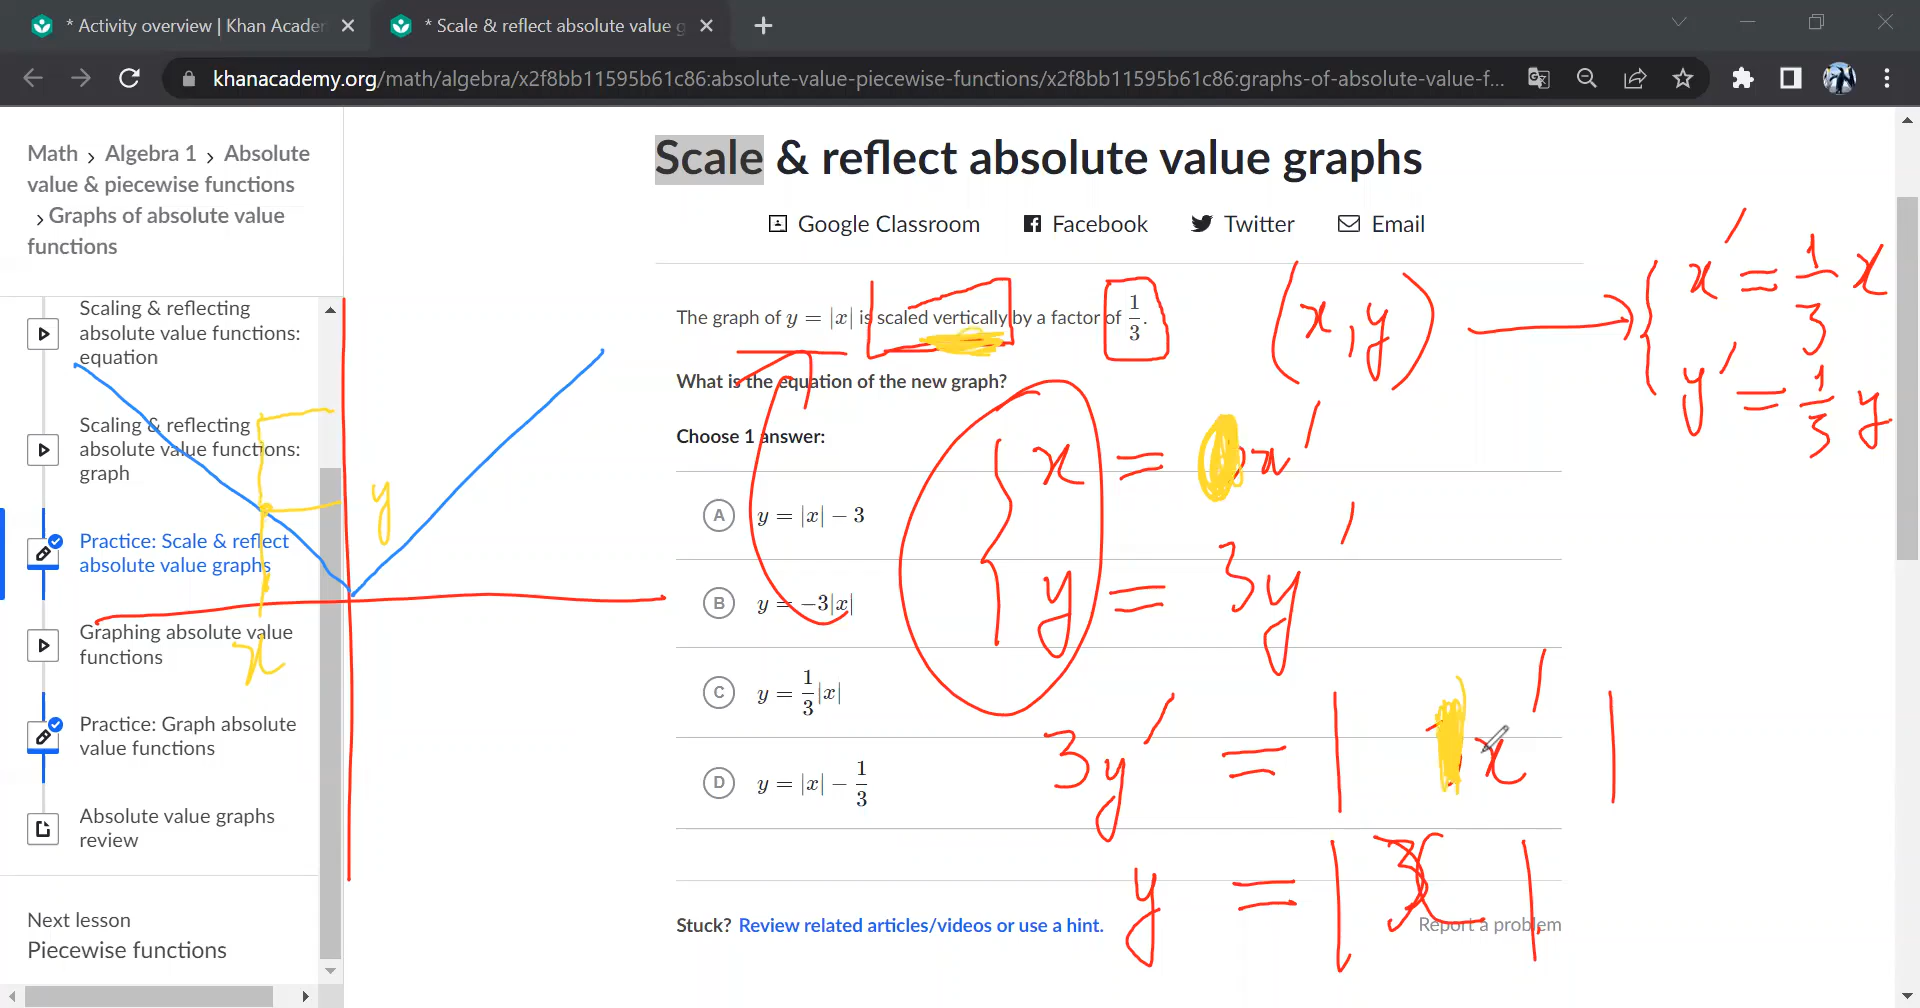 * Activity overview | Khan Acade
* Scale & reflect absolute value g
khanacademy.org/math/algebra/x2f8bb11595b61c86:absolute-value-piecewise-functions/x2f8bb11595b61c86:graphs-of-absolute-value-f...
Math > Algebra 1 > Absolute
value & piecewise functions
> Graphs of absolute value
functions
Scaling & reflecting
absolute value functions:
equation
Scaling & reflecting
absolute value functions:
graph
Practice: Scale & reflect
absolute value graphs
Graphing absolute value
functions
Practice: Graph absolute
value functions
Absolute value graphs
review
Next lesson
Piecewise functions
y
x
Scale & reflect absolute value graphs
Google Classroom
Facebook
Twitter
Email
The graph of y = |x| is scaled vertically by a factor of 1/3.
What is the equation of the new graph?
Choose 1 answer:
A y = |x| − 3
B y = −3|x|
C y = 1/3|x|
D y = |x| − 1/3
Stuck? Review related articles/videos or use a hint.
Report a problem
(x, y)
x′ = 1/3 x
y′ = 1/3 y
x = x′
y = 3y′
3y′ = | x′ |
y = | x |